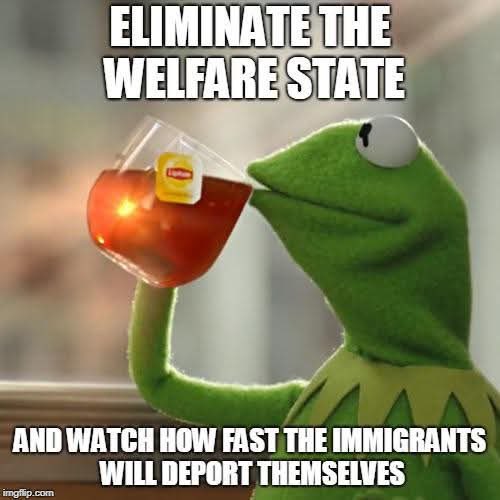 ELIMINATE THE
WELFARE STATE
Lipton
AND WATCH HOW FAST THE IMMIGRANTS
WILL DEPORT THEMSELVES
imgflip.com